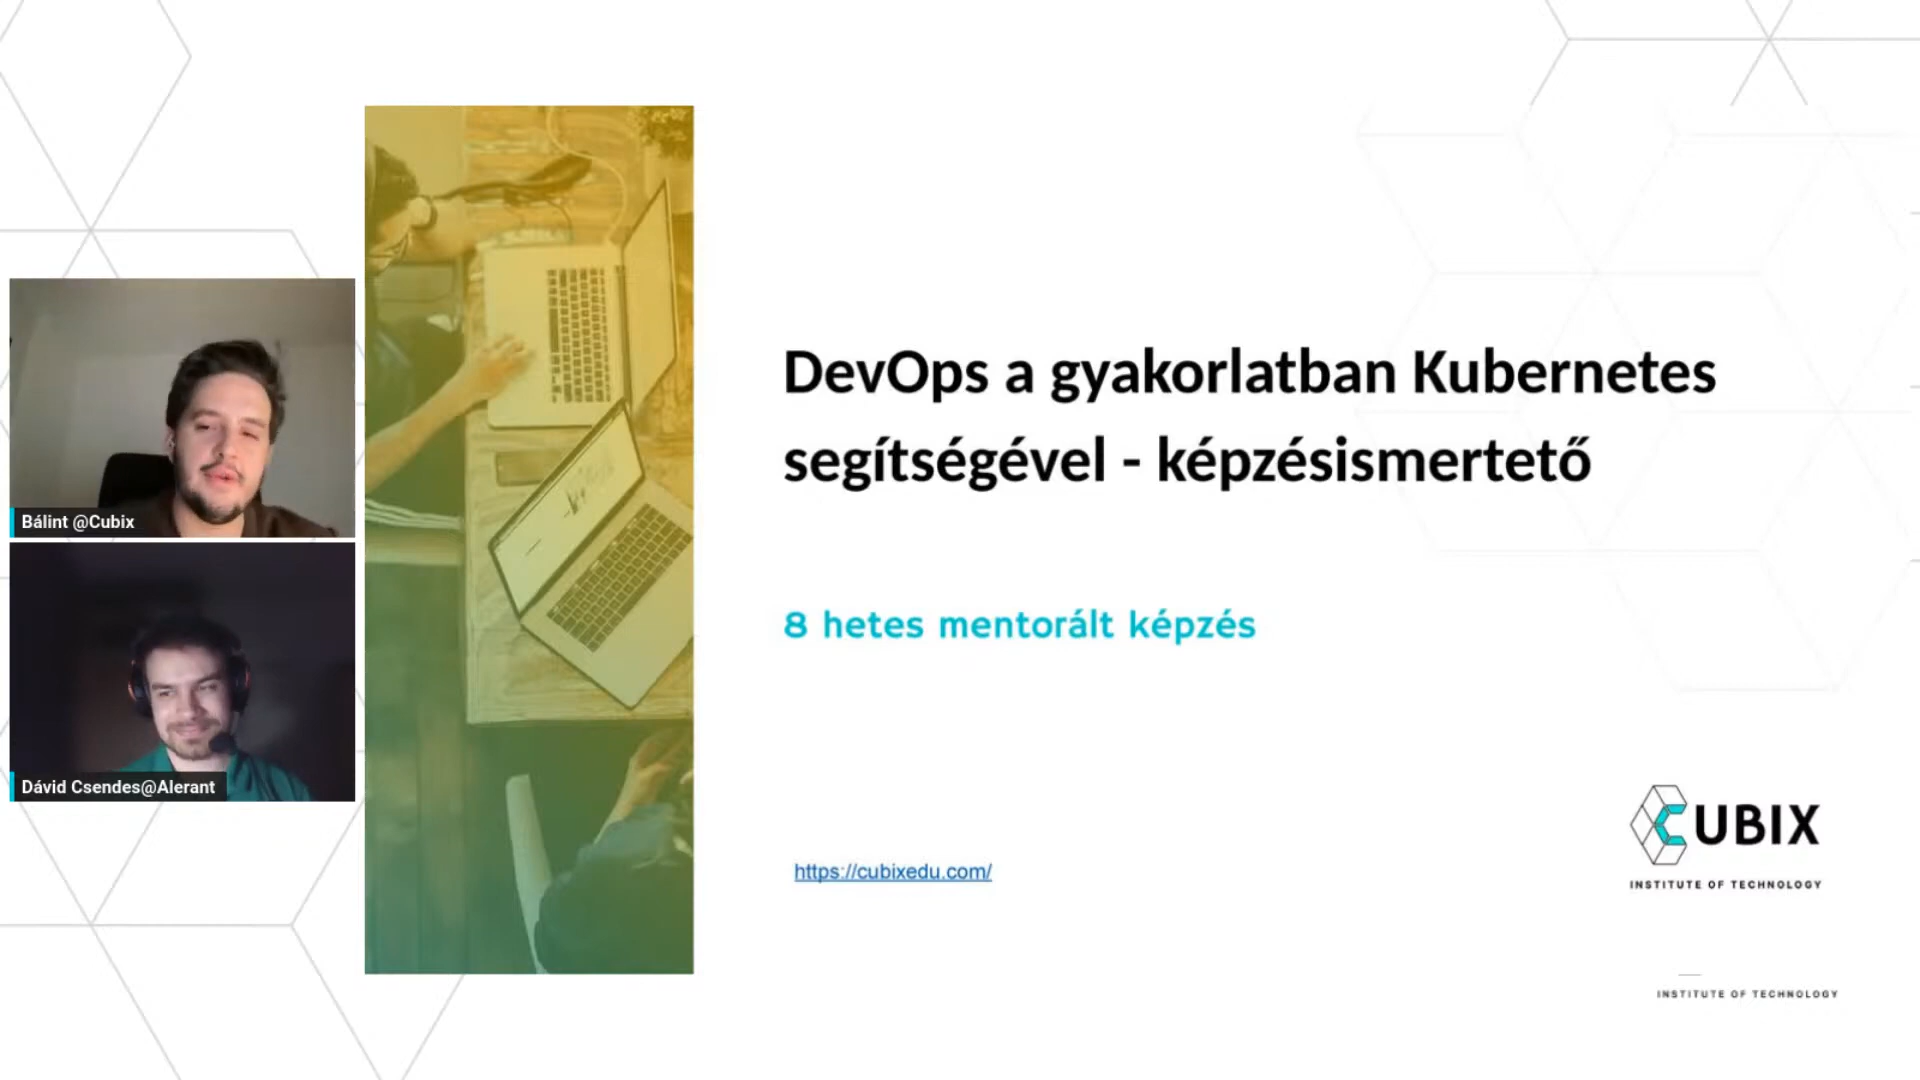 DevOps a gyakorlatban Kubernetes
segítségével - képzésismertető
8 hetes mentorált képzés
Bálint @Cubix
Dávid Csendes@Alerant
https://cubixedu.com/
CUBIX
INSTITUTE OF TECHNOLOGY
INSTITUTE OF TECHNOLOGY